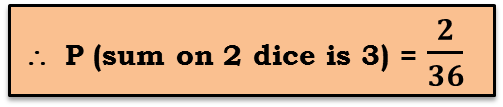 ∴ P (sum on 2 dice is 3) = 2/36